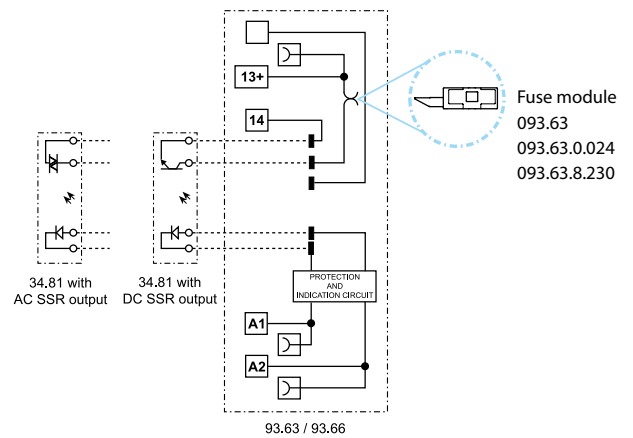 13+
14
Fuse module
093.63
093.63.0.024
093.63.8.230
34.81 with
AC SSR output
34.81 with
DC SSR output
PROTECTION
AND
INDICATION CIRCUIT
A1
A2
93.63 / 93.66